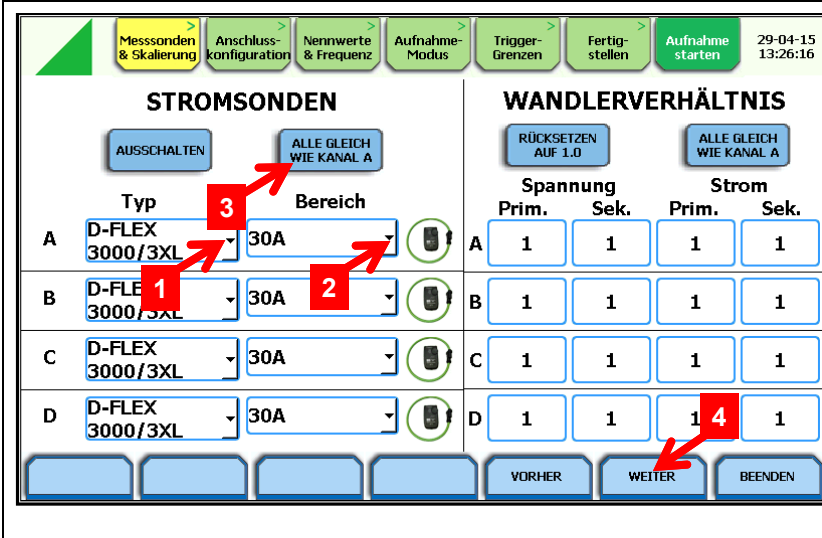 Messsonden
& Skalierung
Anschluss-
konfiguration
Nennwerte
& Frequenz
Aufnahme-
Modus
Trigger-
Grenzen
Fertig-
stellen
Aufnahme
starten
29-04-15
13:26:16
STROMSONDEN
WANDLERVERHÄLTNIS
AUSSCHALTEN
ALLE GLEICH
WIE KANAL A
RÜCKSETZEN
AUF 1.0
ALLE GLEICH
WIE KANAL A
3
Spannung
Strom
Typ
Bereich
Prim.
Sek.
Prim.
Sek.
A
D-FLEX
3000/3XL
30A
A
1
1
1
1
1
2
B
D-FLE
3000/3XL
30A
B
1
1
1
1
C
D-FLEX
3000/3XL
30A
C
1
1
1
1
D
D-FLEX
3000/3XL
30A
D
1
1
1
1
4
VORHER
WEITER
BEENDEN